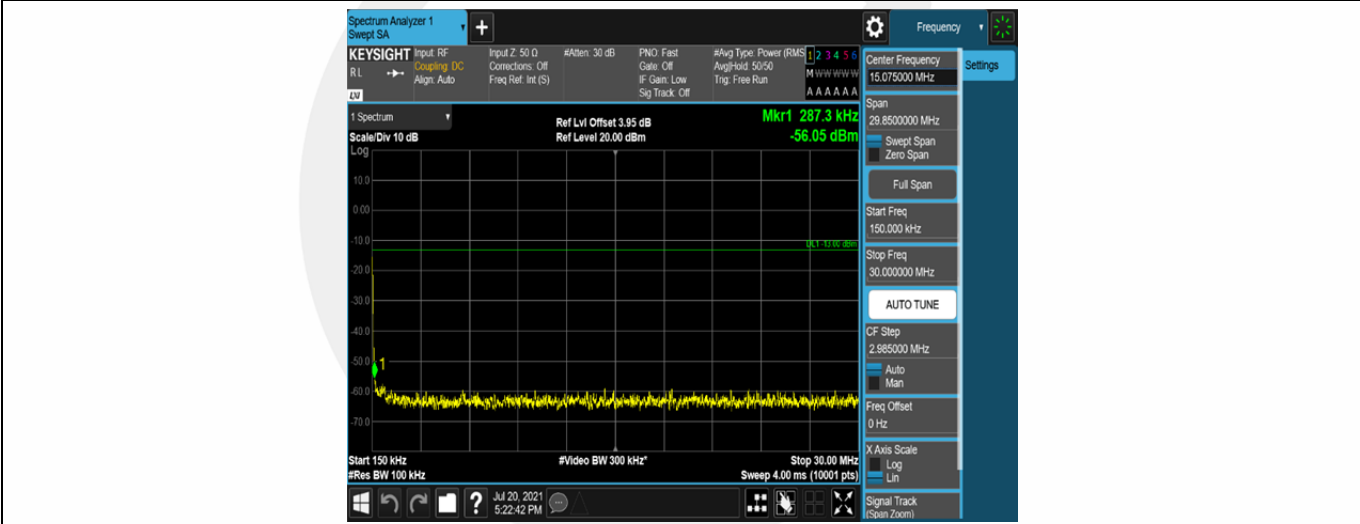 Spectrum Analyzer 1
Swept SA
+
Frequency
KEYSIGHT
R L
LXI
Input: RF
Coupling: DC
Align: Auto
Input Z: 50 Ω
Corrections: Off
Freq Ref: Int (S)
#Atten: 30 dB
PNO: Fast
Gate: Off
IF Gain: Low
Sig Track: Off
#Avg Type: Power (RMS
Avg|Hold: 50/50
Trig: Free Run
1 2 3 4 5 6
M W W W W W
A A A A A A
1 Spectrum
Scale/Div 10 dB
Log
Ref Lvl Offset 3.95 dB
Ref Level 20.00 dBm
Mkr1 287.3 kHz
-56.05 dBm
10.0
0.00
-10.0
DL1 -13.00 dBm
-20.0
-30.0
-40.0
-50.0
1
-60.0
-70.0
Start 150 kHz
#Res BW 100 kHz
#Video BW 300 kHz*
Stop 30.00 MHz
Sweep 4.00 ms (10001 pts)
?
Jul 20, 2021
5:22:42 PM
Center Frequency
15.075000 MHz
Settings
Span
29.8500000 MHz
Swept Span
Zero Span
Full Span
Start Freq
150.000 kHz
Stop Freq
30.000000 MHz
AUTO TUNE
CF Step
2.985000 MHz
Auto
Man
Freq Offset
0 Hz
X Axis Scale
Log
Lin
Signal Track
(Span Zoom)